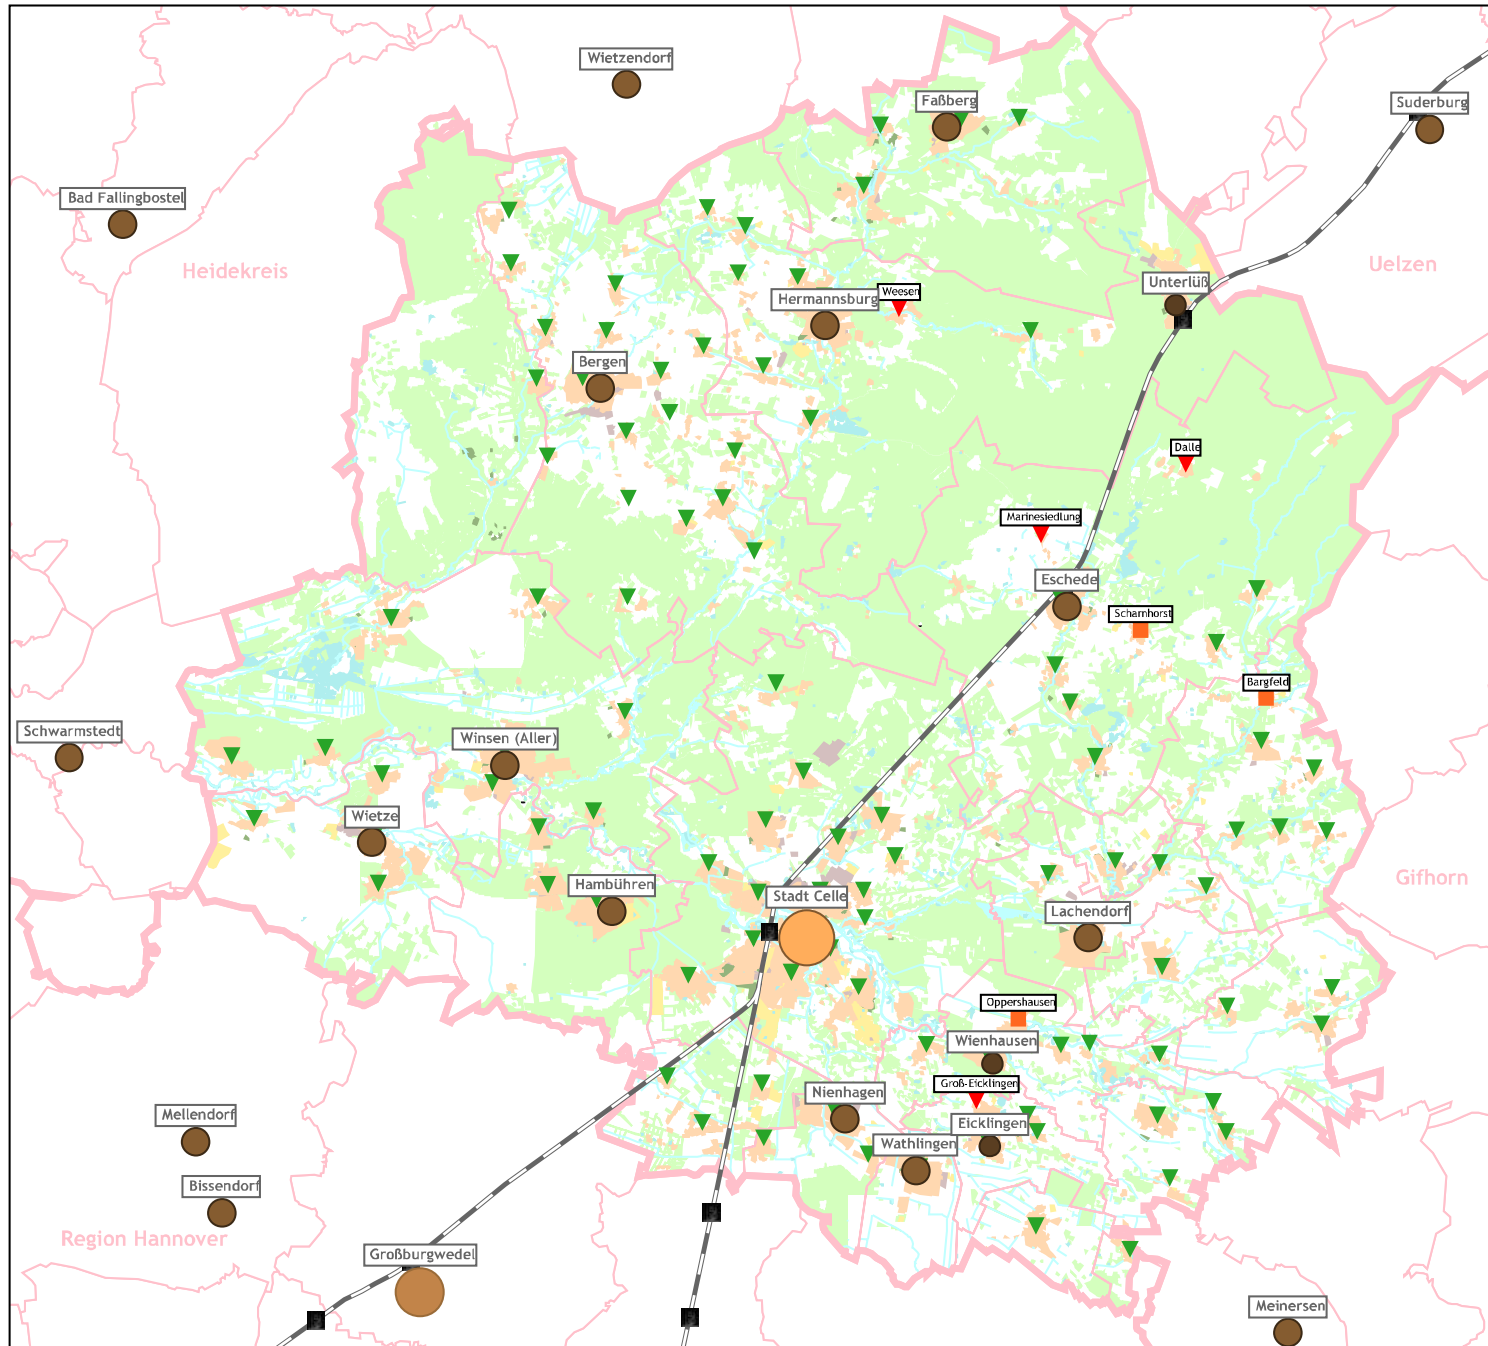 Wietzendorf
Faßberg
Suderburg
Bad Fallingbostel
Heidekreis
Uelzen
Unterlüß
Weesen
Hermannsburg
Bergen
Dalle
Marinesiedlung
Eschede
Scharnhorst
Bargfeld
Schwarmstedt
Winsen (Aller)
Wietze
Hambühren
Stadt Celle
Gifhorn
Lachendorf
Oppershausen
Wienhausen
Groß-Eicklingen
Nienhagen
Mellendorf
Eicklingen
Wathlingen
Bissendorf
Region Hannover
Großburgwedel
Meinersen